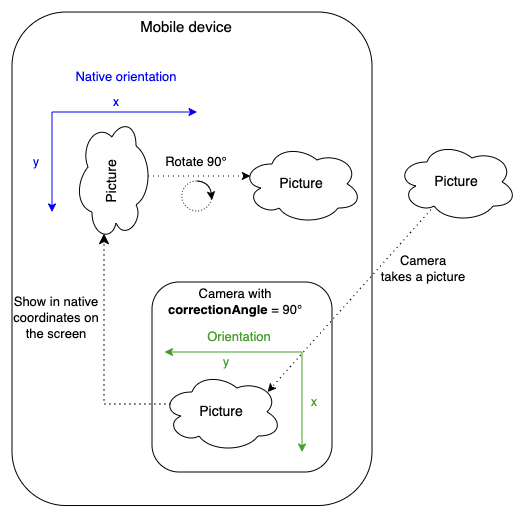 Mobile device
Native orientation
x
y
Picture
Rotate 90°
Picture
Picture
Camera
takes a picture
Show in native
coordinates on
the screen
Camera with
correctionAngle = 90°
Orientation
y
x
Picture